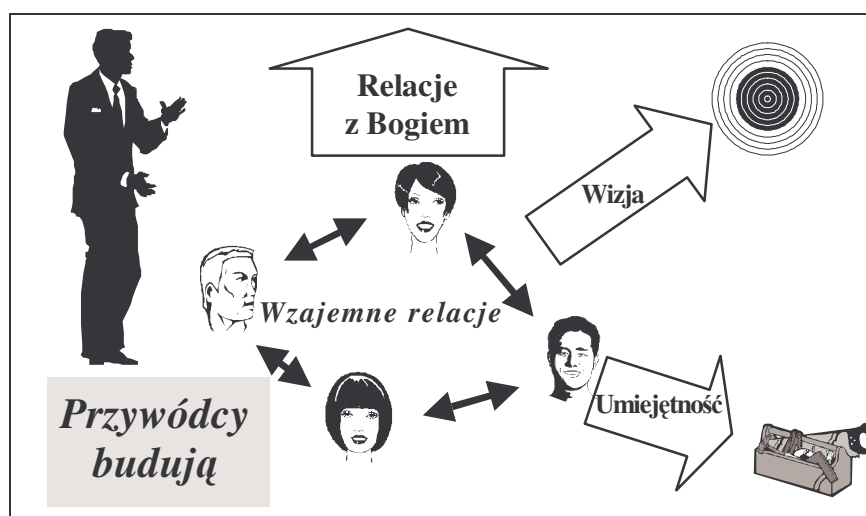 Relacje
z Bogiem
Wizja
Wzajemne relacje
Umiejętność
Przywódcy
budują